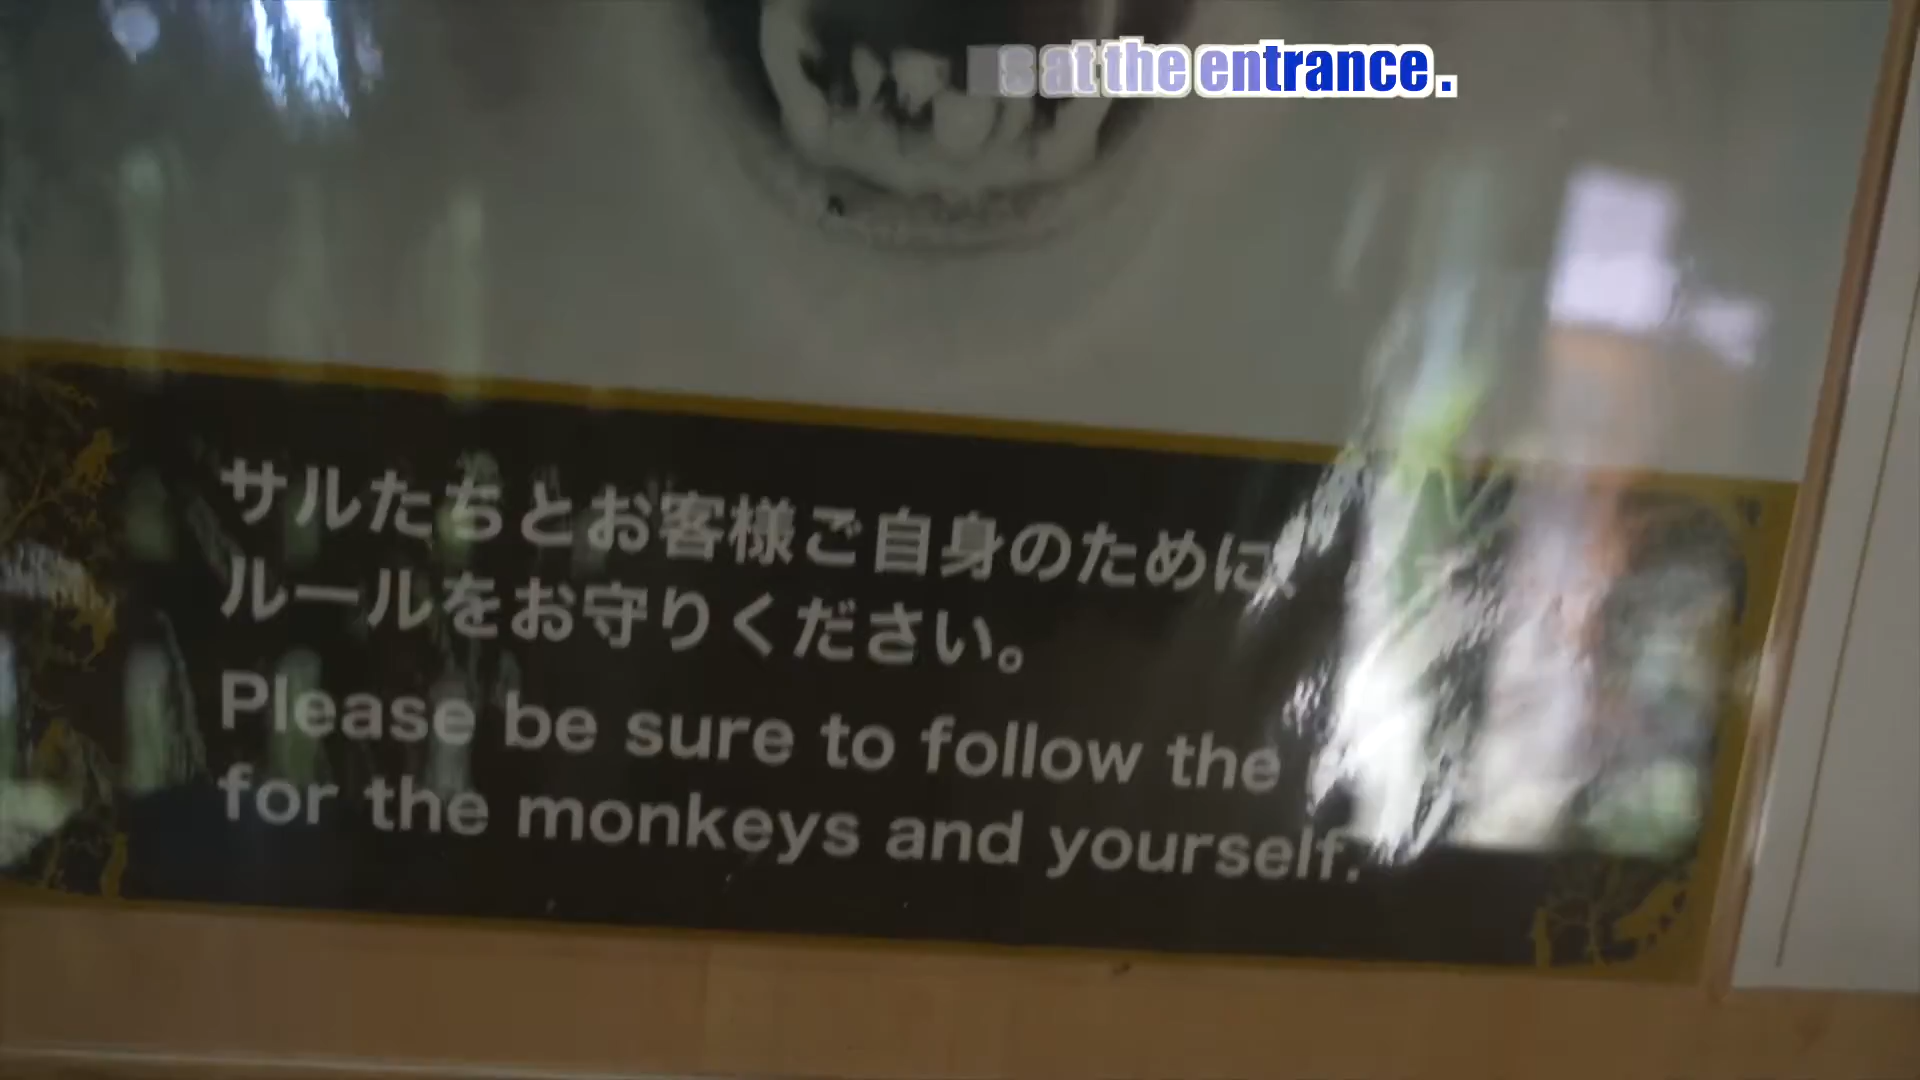 at the entrance.
サルたちとお客様ご自身のために、
ルールをお守りください。
Please be sure to follow the
for the monkeys and yourself.